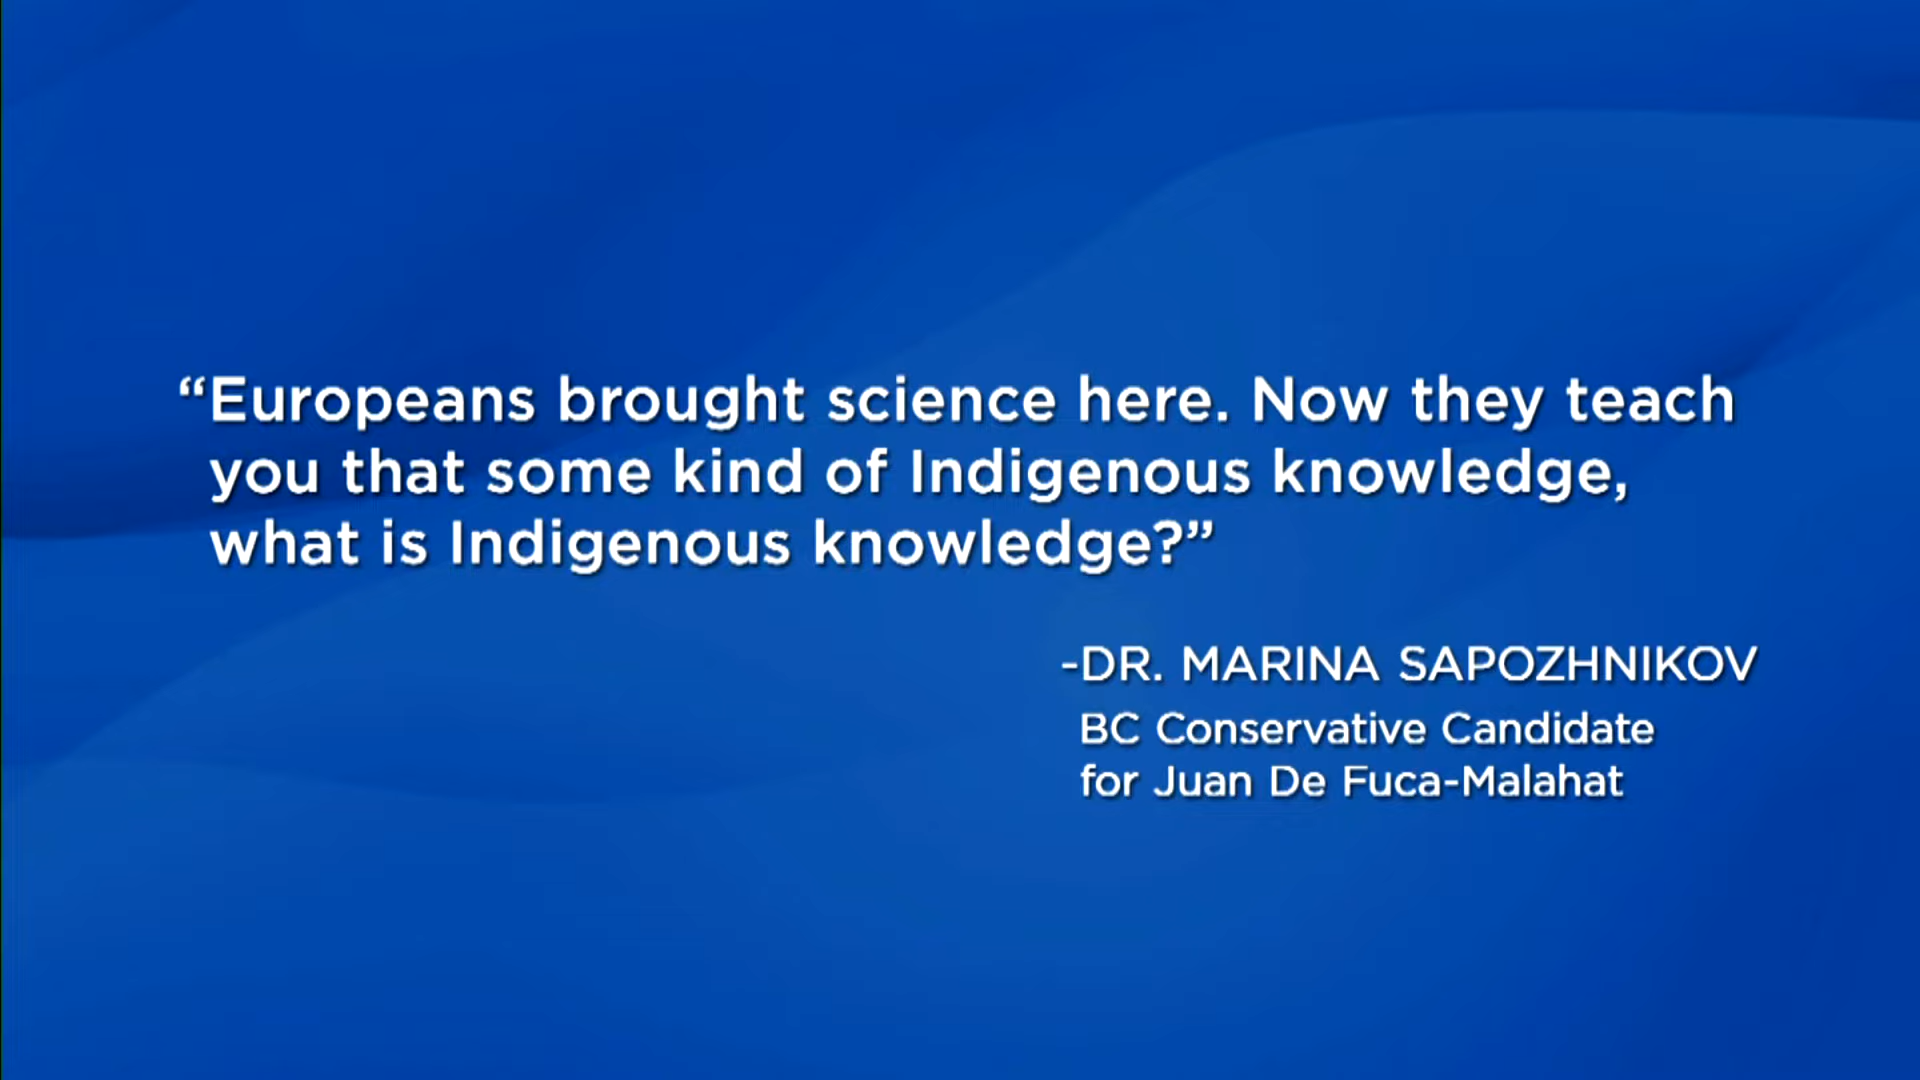 “Europeans brought science here. Now they teach
you that some kind of Indigenous knowledge,
what is Indigenous knowledge?”
-DR. MARINA SAPOZHNIKOV
BC Conservative Candidate
for Juan De Fuca-Malahat